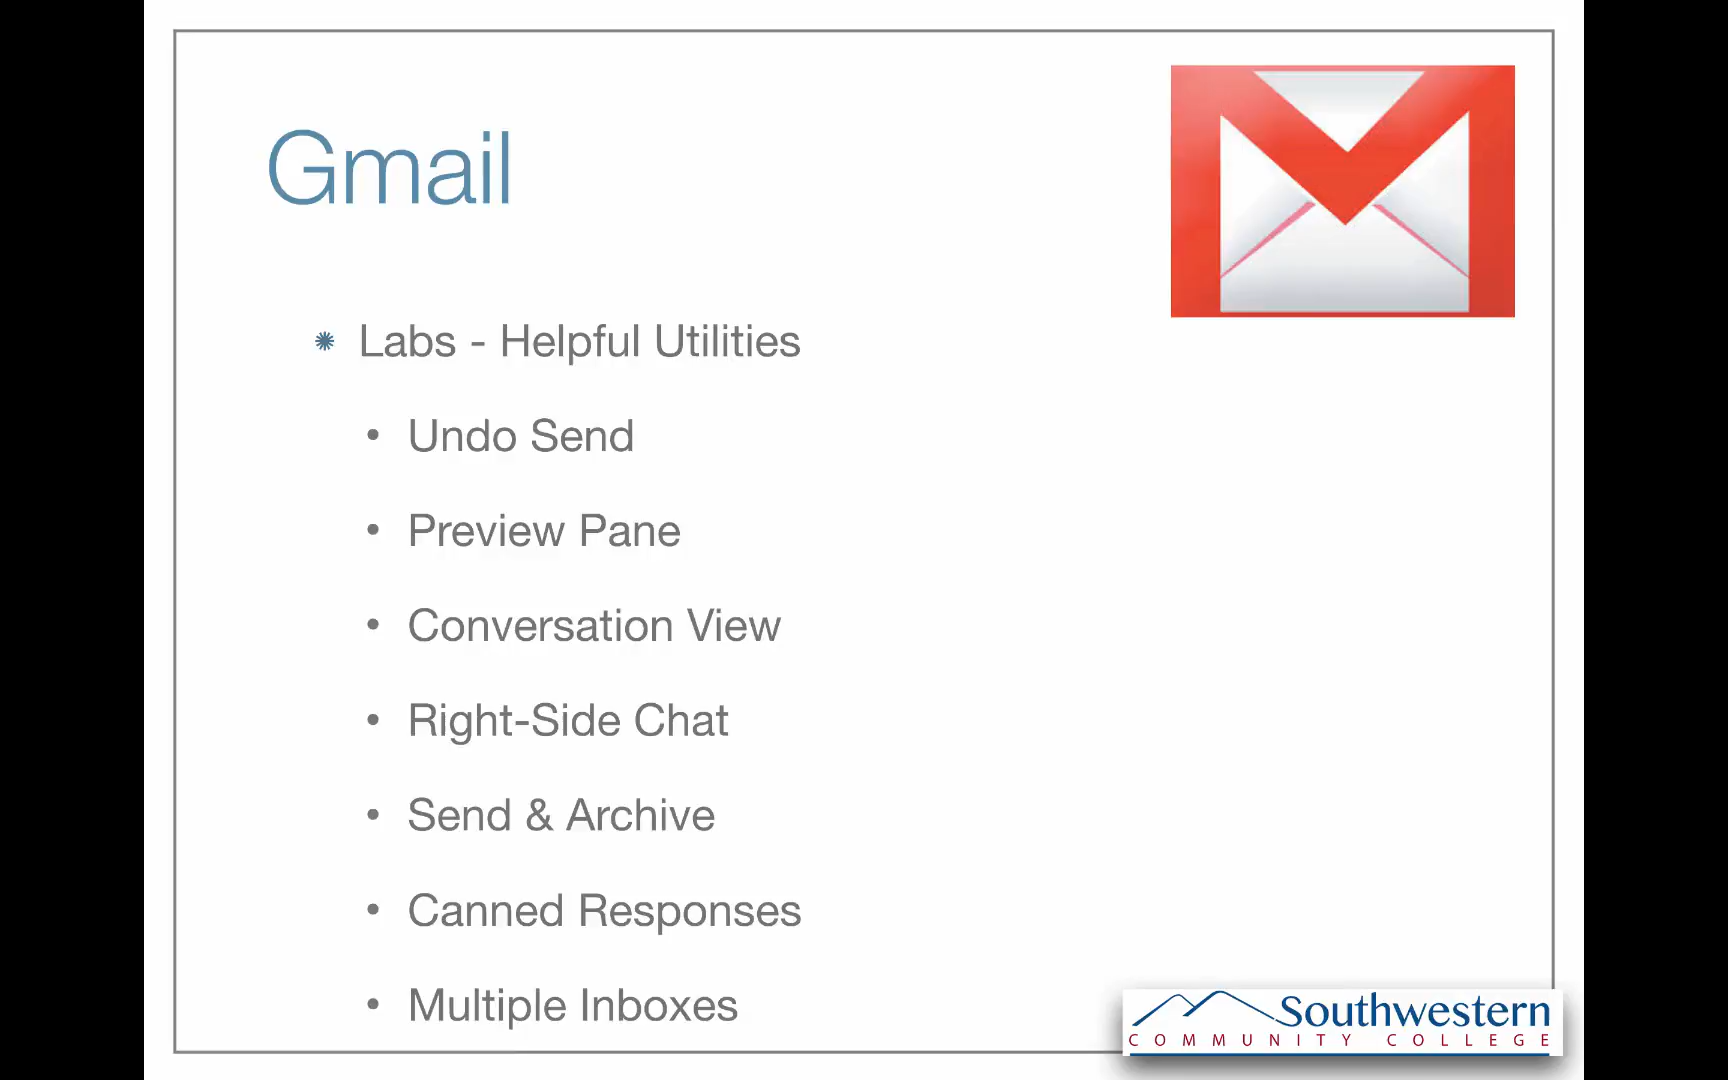 Gmail
Labs - Helpful Utilities
Undo Send
Preview Pane
Conversation View
Right-Side Chat
Send & Archive
Canned Responses
Multiple Inboxes
Southwestern
COMMUNITY COLLEGE